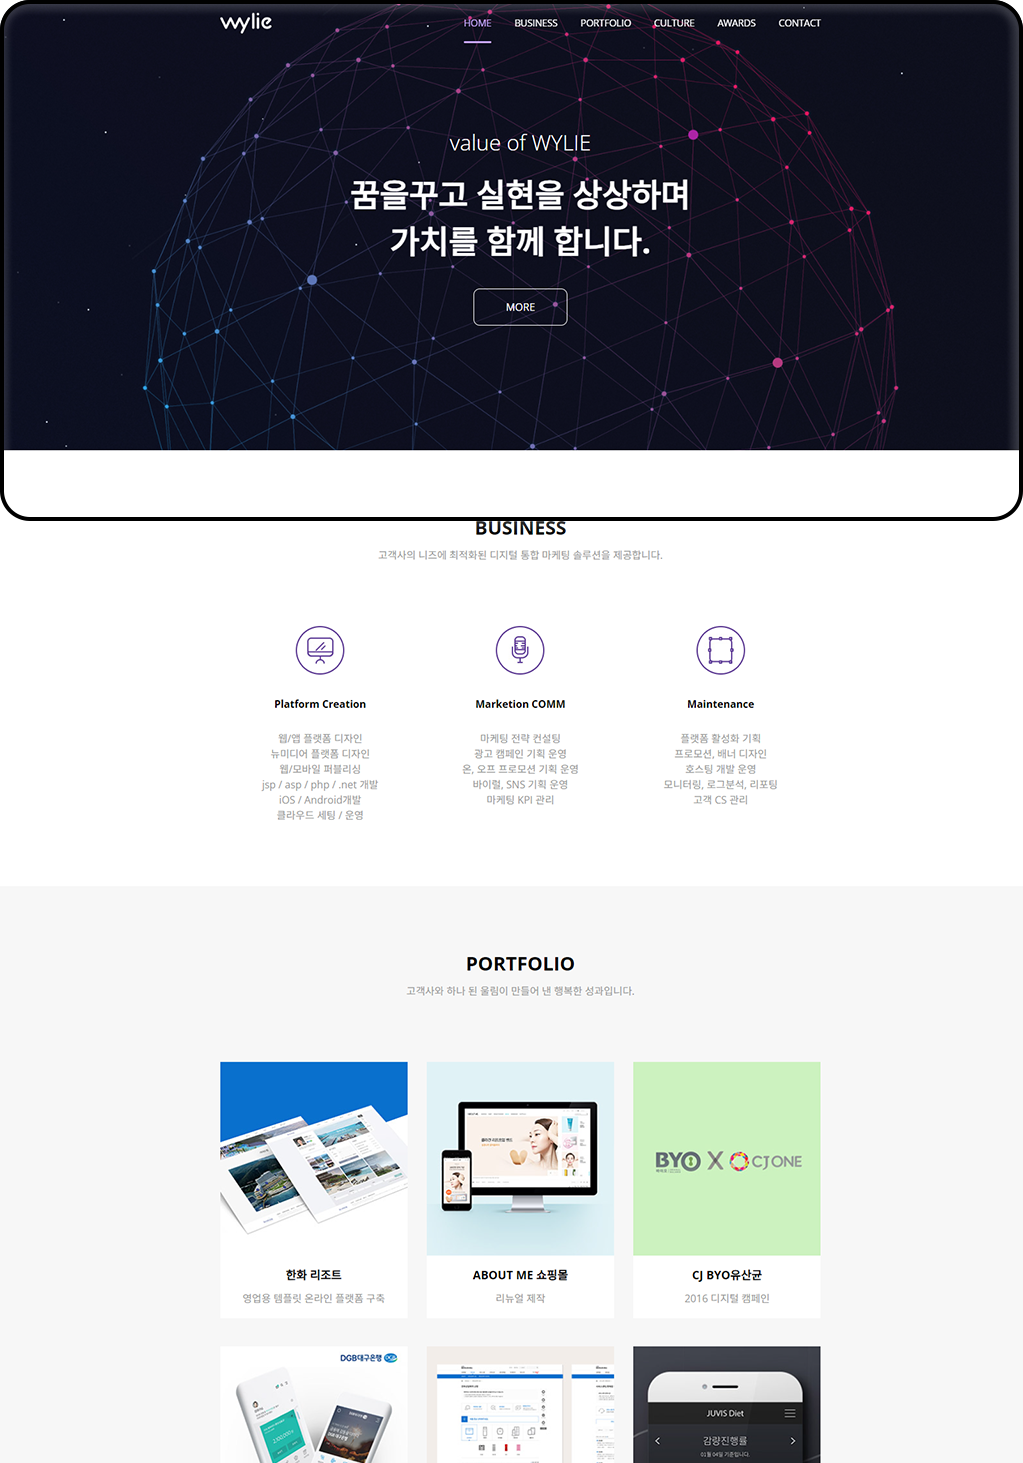 wylie
HOME BUSINESS PORTFOLIO CULTURE AWARDS CONTACT
value of WYLIE
꿈을꾸고 실현을 상상하며
가치를 함께 합니다.
MORE
BUSINESS
고객사의 니즈에 최적화된 디지털 통합 마케팅 솔루션을 제공합니다.
Platform Creation
웹/앱 플랫폼 디자인
뉴미디어 플랫폼 디자인
웹/모바일 퍼블리싱
jsp / asp / php / .net 개발
iOS / Android개발
클라우드 세팅 / 운영
Marketion COMM
마케팅 전략 컨설팅
광고 캠페인 기획 운영
온, 오프 프로모션 기획 운영
바이럴, SNS 기획 운영
마케팅 KPI 관리
Maintenance
플랫폼 활성화 기획
프로모션, 배너 디자인
호스팅 개발 운영
모니터링, 로그분석, 리포팅
고객 CS 관리
PORTFOLIO
고객사와 하나 된 울림이 만들어 낸 행복한 성과입니다.
한화 리조트
영업용 템플릿 온라인 플랫폼 구축
ABOUT ME 쇼핑몰
리뉴얼 제작
BYO X CJ ONE
CJ BYO유산균
2016 디지털 캠페인
DGB대구은행
JUVIS Diet
감량진행률
01월 04일 기준입니다.